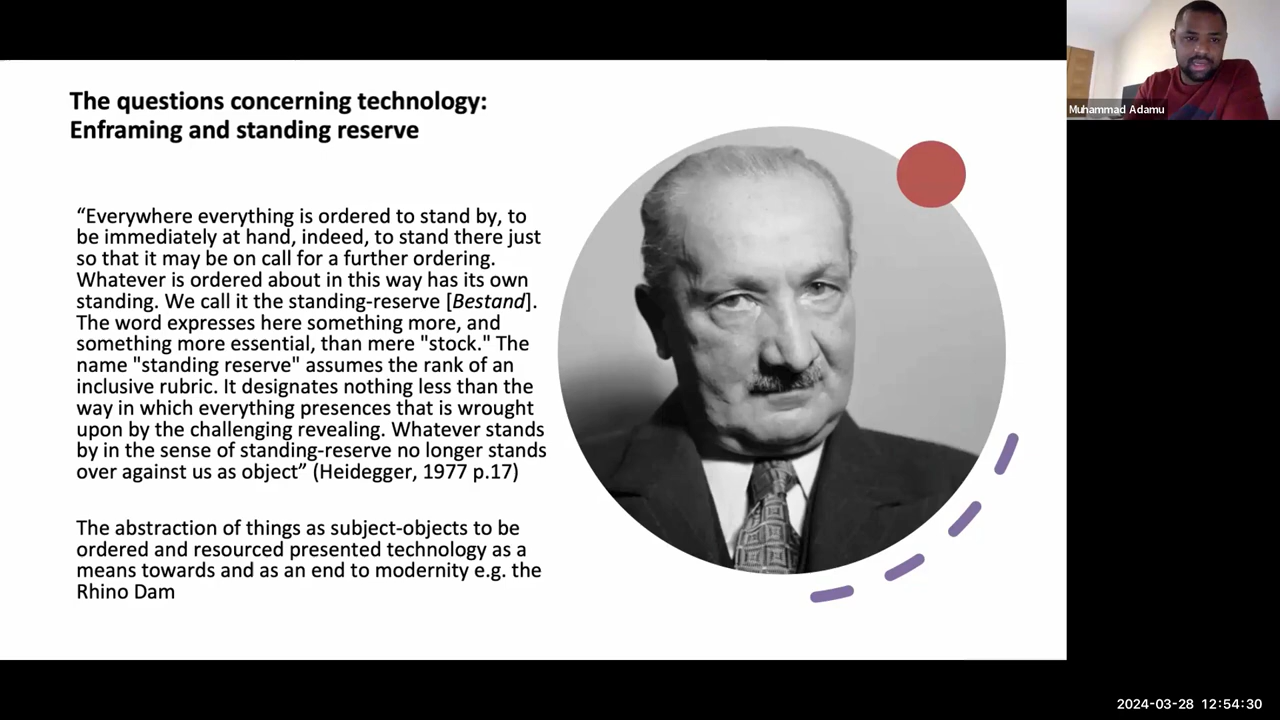 The questions concerning technology:
Enframing and standing reserve
“Everywhere everything is ordered to stand by, to
be immediately at hand, indeed, to stand there just
so that it may be on call for a further ordering.
Whatever is ordered about in this way has its own
standing. We call it the standing-reserve [Bestand].
The word expresses here something more, and
something more essential, than mere "stock." The
name "standing reserve" assumes the rank of an
inclusive rubric. It designates nothing less than the
way in which everything presences that is wrought
upon by the challenging revealing. Whatever stands
by in the sense of standing-reserve no longer stands
over against us as object” (Heidegger, 1977 p.17)
The abstraction of things as subject-objects to be
ordered and resourced presented technology as a
means towards and as an end to modernity e.g. the
Rhino Dam
Muhammad Adamu
2024-03-28 12:54:30